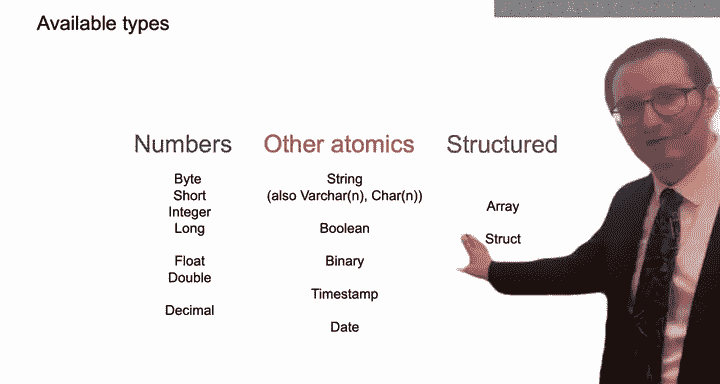 Available types
Numbers
Byte
Short
Integer
Long
Float
Double
Decimal
Other atomics
String
(also Varchar(n), Char(n))
Boolean
Binary
Timestamp
Date
Structured
Array
Struct